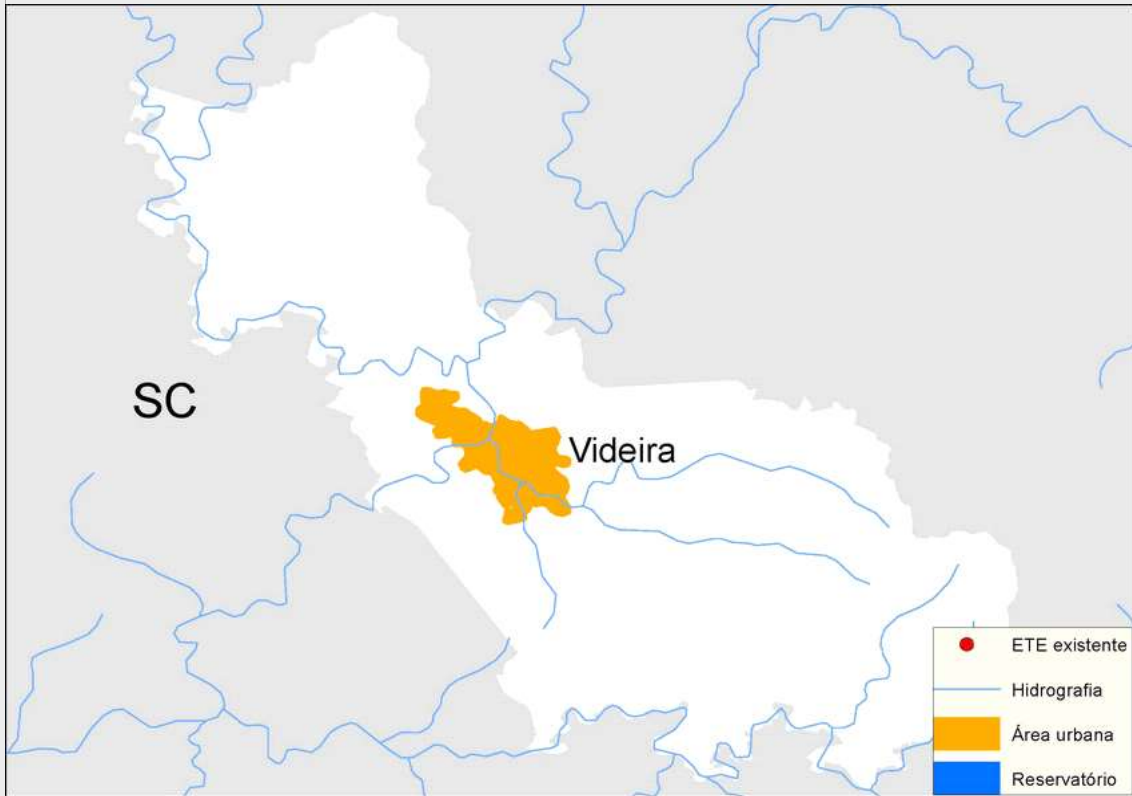 SC
Videira
ETE existente
Hidrografia
Área urbana
Reservatório